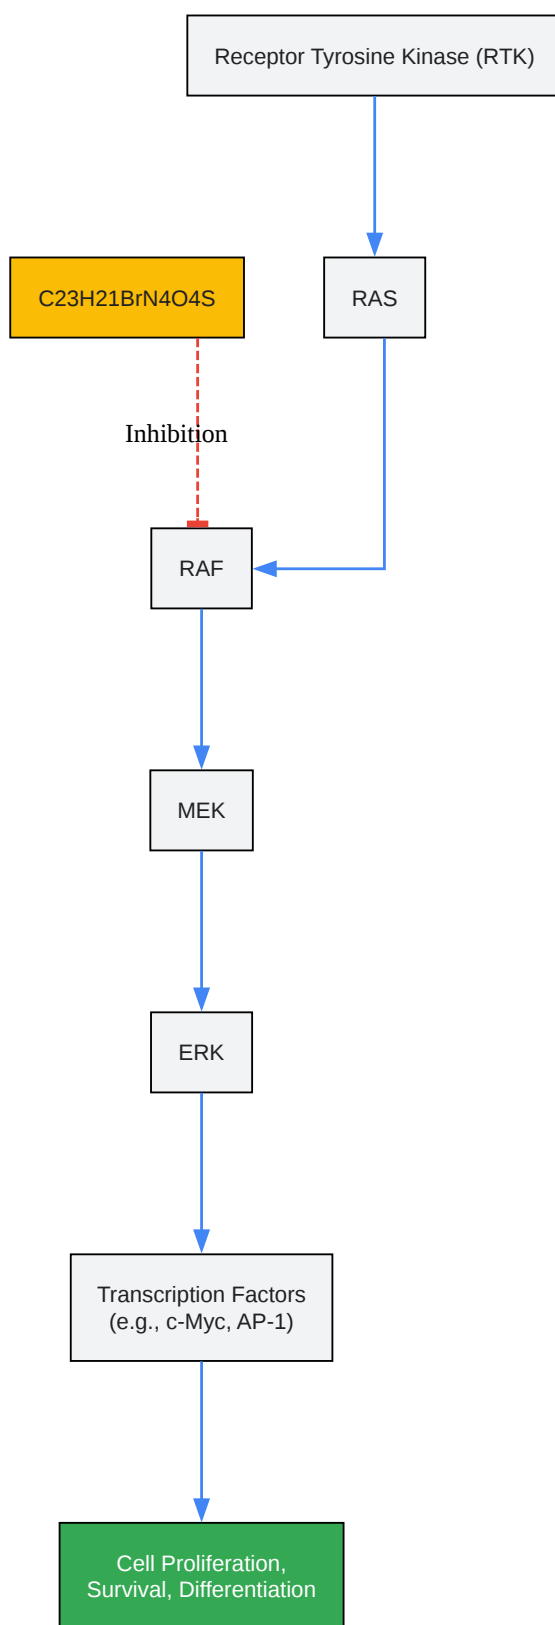 Receptor Tyrosine Kinase (RTK)
C23H21BrN4O4S
RAS
Inhibition
RAF
MEK
ERK
Transcription Factors
(e.g., c-Myc, AP-1)
Cell Proliferation,
Survival, Differentiation